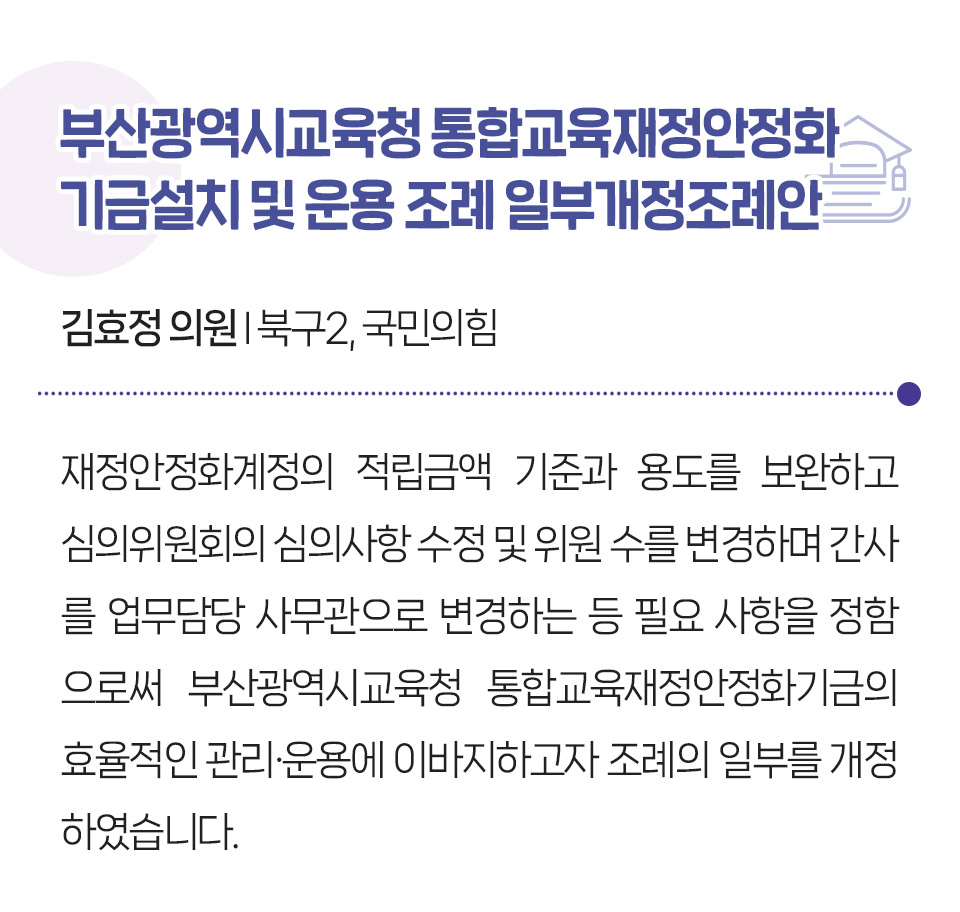 부산광역시교육청 통합교육재정안정화
기금설치 및 운용 조례 일부개정조례안
김효정 의원 | 북구2, 국민의힘
재정안정화계정의 적립금액 기준과 용도를 보완하고
심의위원회의 심의사항 수정 및 위원 수를 변경하며 간사
를 업무담당 사무관으로 변경하는 등 필요 사항을 정함
으로써 부산광역시교육청 통합교육재정안정화기금의
효율적인 관리·운용에 이바지하고자 조례의 일부를 개정
하였습니다.